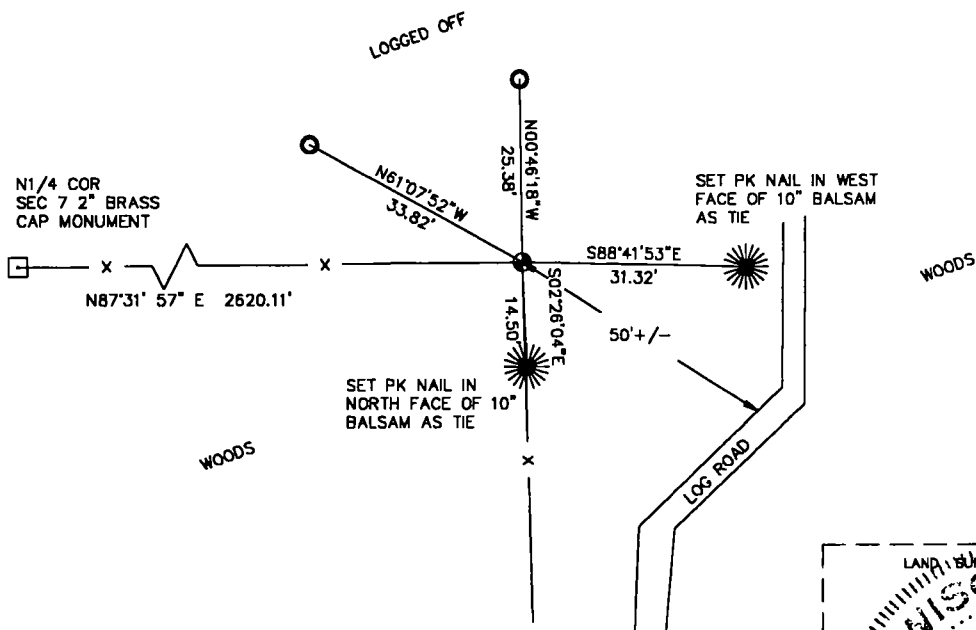 LOGGED OFF
N00°46'18"W
25.38'
N61°07'52"W
33.82'
N1/4 COR
SEC 7 2" BRASS
CAP MONUMENT
SET PK NAIL IN WEST
FACE OF 10" BALSAM
AS TIE
X
X
S88°41'53"E
31.32'
WOODS
N87°31' 57" E 2620.11'
S02°26'04"E
14.50'
50'+/-
SET PK NAIL IN
NORTH FACE OF 10"
BALSAM AS TIE
WOODS
X
LOG ROAD
LAND